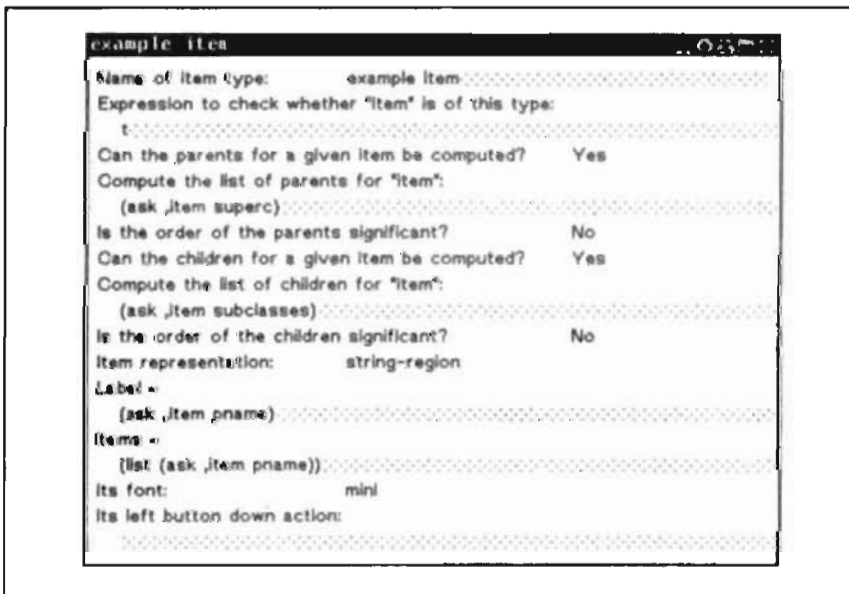 example item
Name of item type: example item
Expression to check whether "item" is of this type:
t
Can the parents for a given item be computed? Yes
Compute the list of parents for "item":
(ask ,item superc)
Is the order of the parents significant? No
Can the children for a given item be computed? Yes
Compute the list of children for "item":
(ask ,item subclasses)
Is the order of the children significant? No
Item representation: string-region
Label =
(ask ,item pname)
Items =
(list (ask ,item pname))
Its font: mini
Its left button down action: